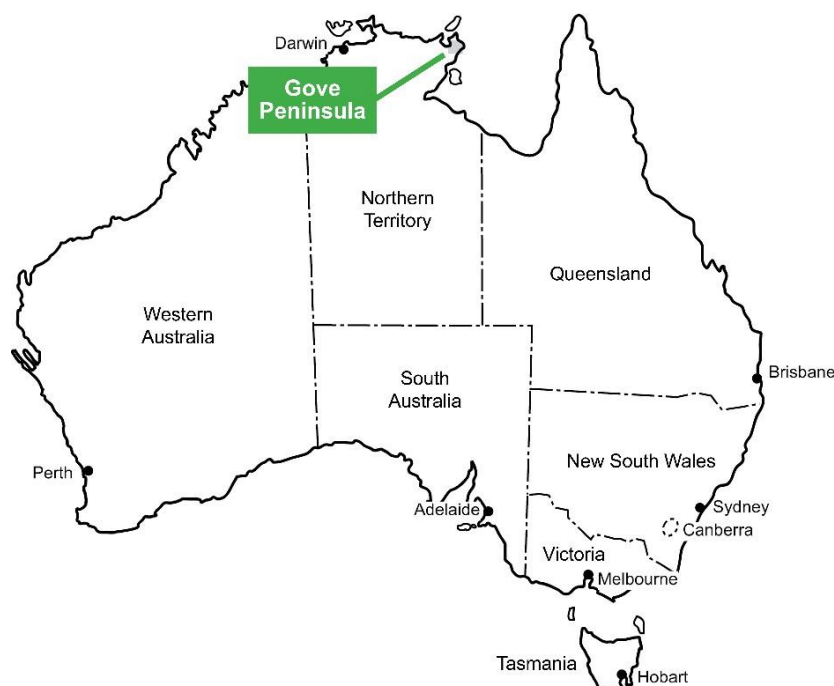 Darwin
Gove
Peninsula
Northern
Territory
Queensland
Western
Australia
South
Australia
Brisbane
New South Wales
Perth
Adelaide
Sydney
Canberra
Victoria
Melbourne
Tasmania
Hobart